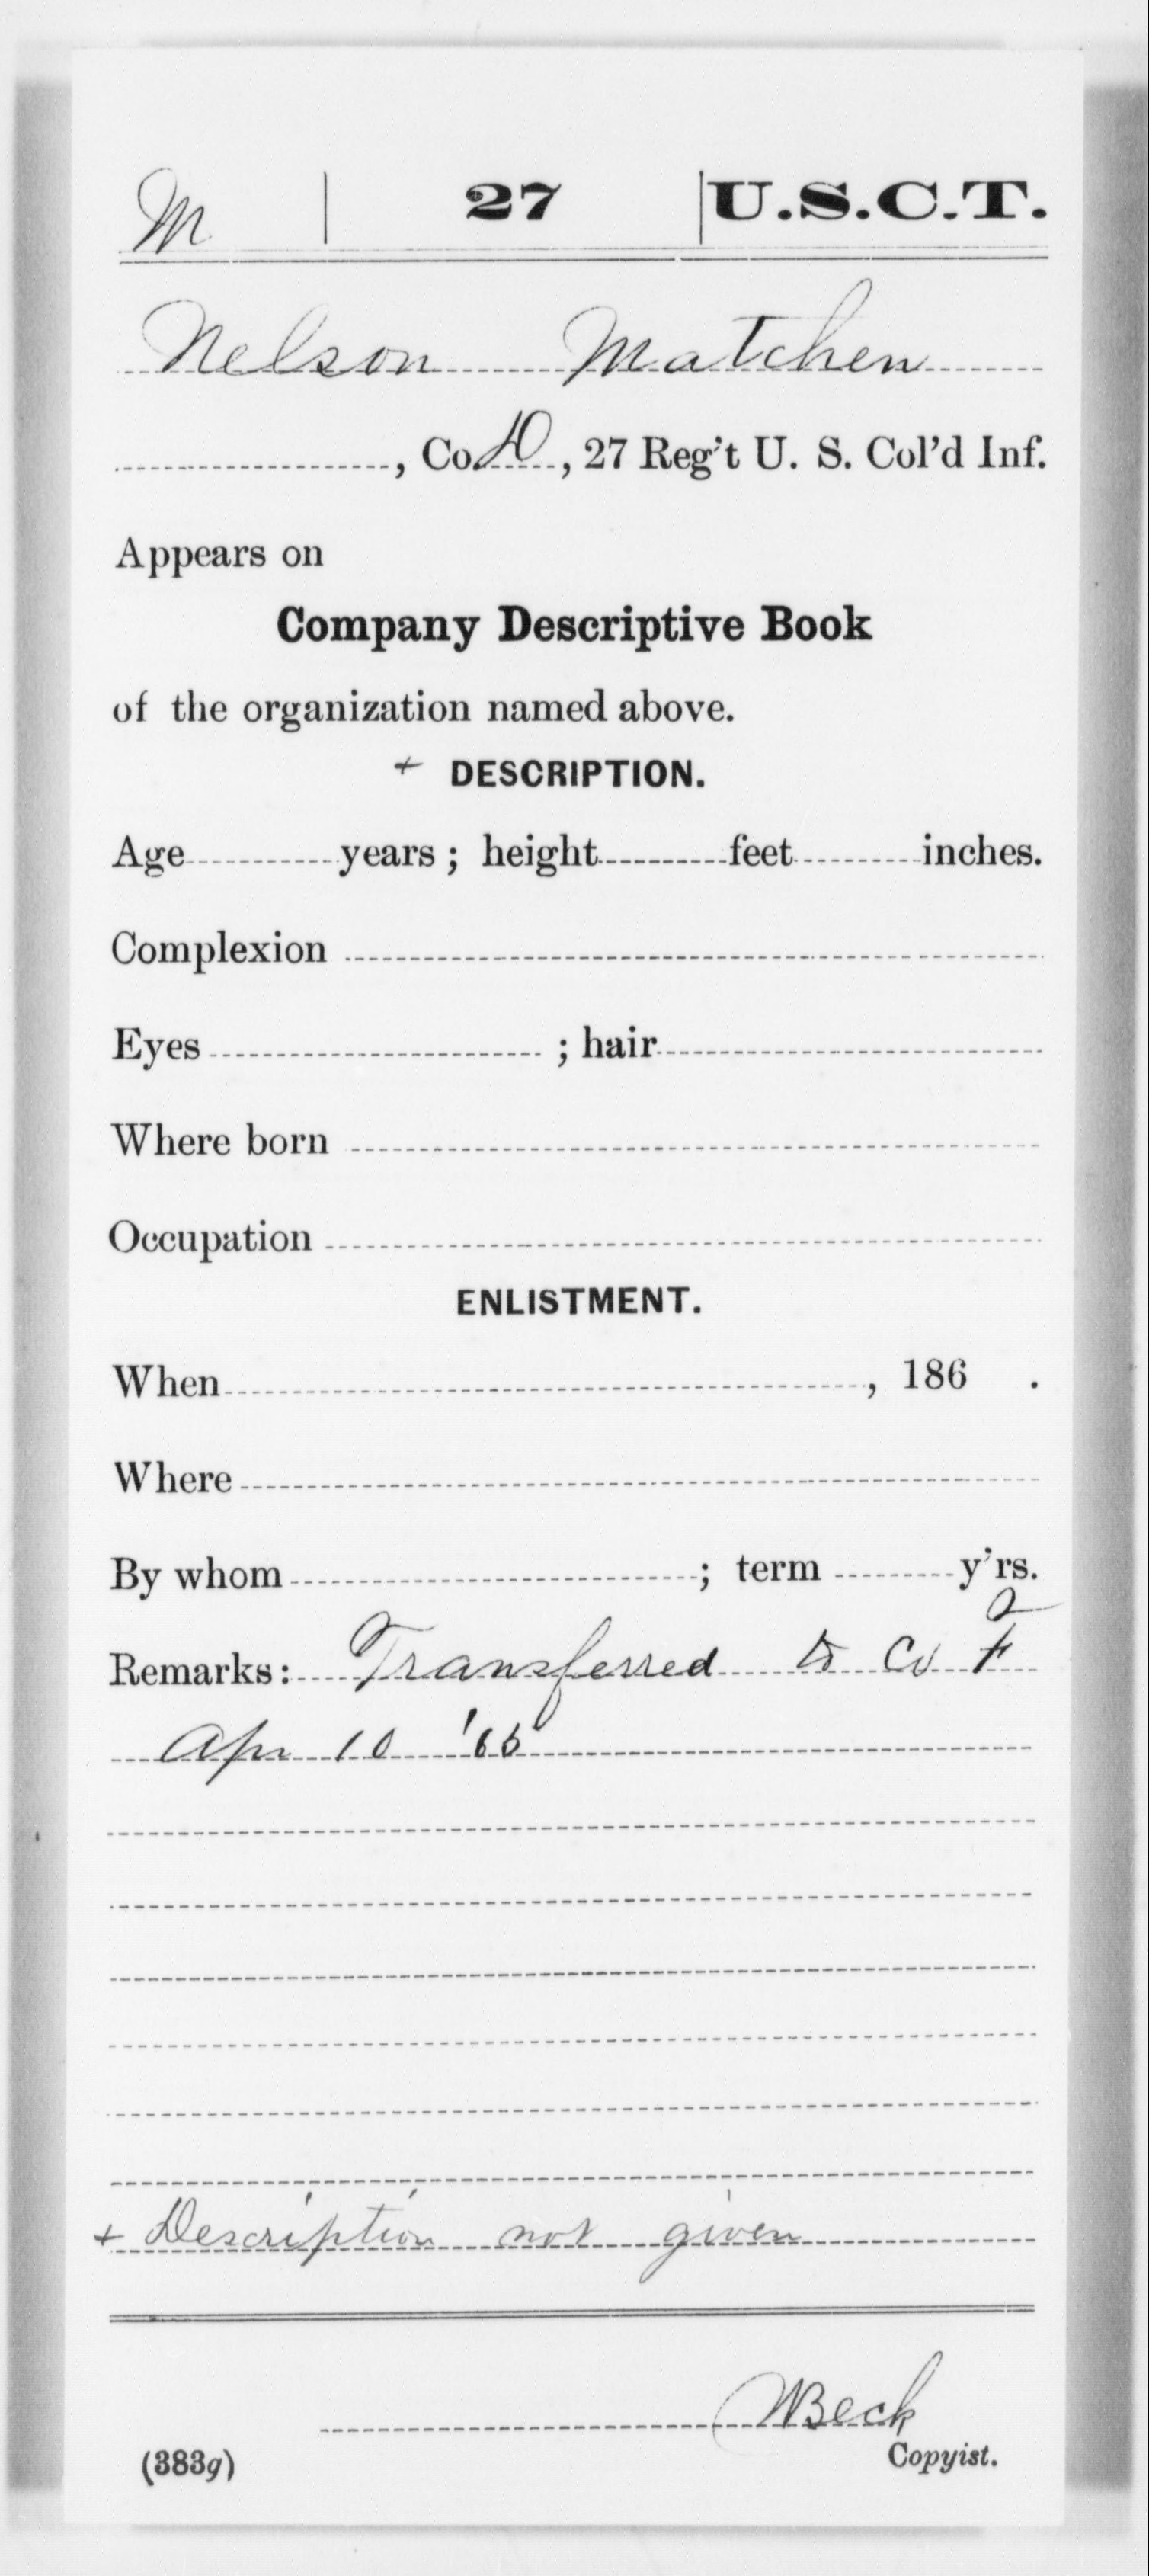 M 27 U.S.C.T.
Nelson Matchen
, Co. D, 27 Reg't U. S. Col'd Inf.
Appears on
Company Descriptive Book
of the organization named above.
+ DESCRIPTION.
Age years; height feet inches.
Complexion
Eyes ; hair
Where born
Occupation
ENLISTMENT.
When , 186 .
Where
By whom ; term y'rs.
Remarks: Transferred to Co F
Apr 10 '65
+ Description not given
Beck
(383g) Copyist.